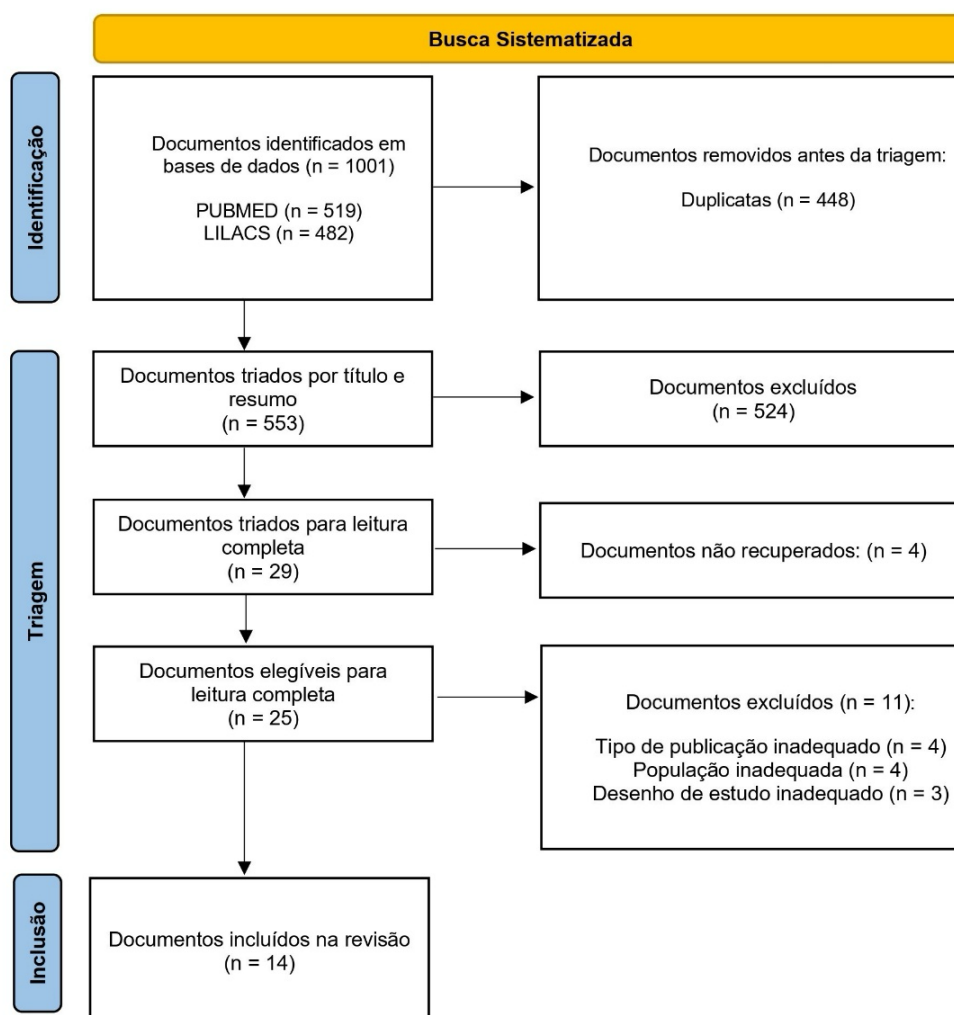 Busca Sistematizada
Identificação
Documentos identificados em
bases de dados (n = 1001)
PUBMED (n = 519)
LILACS (n = 482)
Documentos removidos antes da triagem:
Duplicatas (n = 448)
Triagem
Documentos triados por título e
resumo
(n = 553)
Documentos excluídos
(n = 524)
Documentos triados para leitura
completa
(n = 29)
Documentos não recuperados: (n = 4)
Documentos elegíveis para
leitura completa
(n = 25)
Documentos excluídos (n = 11):
Tipo de publicação inadequado (n = 4)
População inadequada (n = 4)
Desenho de estudo inadequado (n = 3)
Inclusão
Documentos incluídos na revisão
(n = 14)